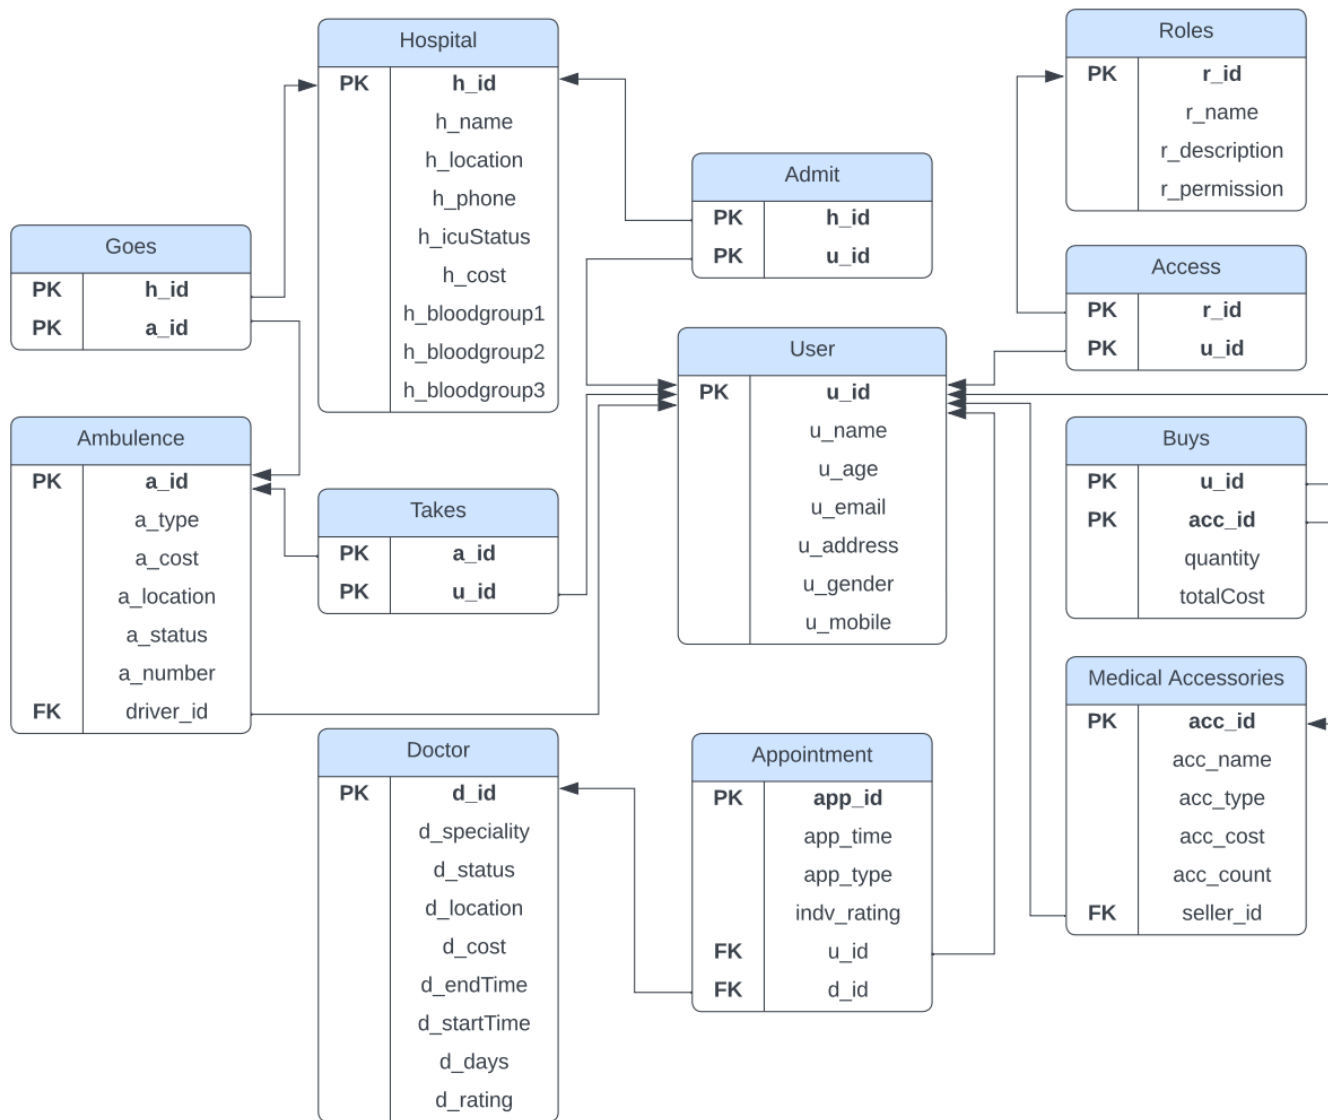 Hospital
PK h_id
h_name
h_location
h_phone
h_icuStatus
h_cost
h_bloodgroup1
h_bloodgroup2
h_bloodgroup3
Roles
PK r_id
r_name
r_description
r_permission
Admit
PK h_id
PK u_id
Goes
PK h_id
PK a_id
Access
PK r_id
PK u_id
User
PK u_id
u_name
u_age
u_email
u_address
u_gender
u_mobile
Ambulence
PK a_id
a_type
a_cost
a_location
a_status
a_number
FK driver_id
Takes
PK a_id
PK u_id
Buys
PK u_id
PK acc_id
quantity
totalCost
Medical Accessories
PK acc_id
acc_name
acc_type
acc_cost
acc_count
FK seller_id
Doctor
PK d_id
d_speciality
d_status
d_location
d_cost
d_endTime
d_startTime
d_days
d_rating
Appointment
PK app_id
app_time
app_type
indv_rating
FK u_id
FK d_id